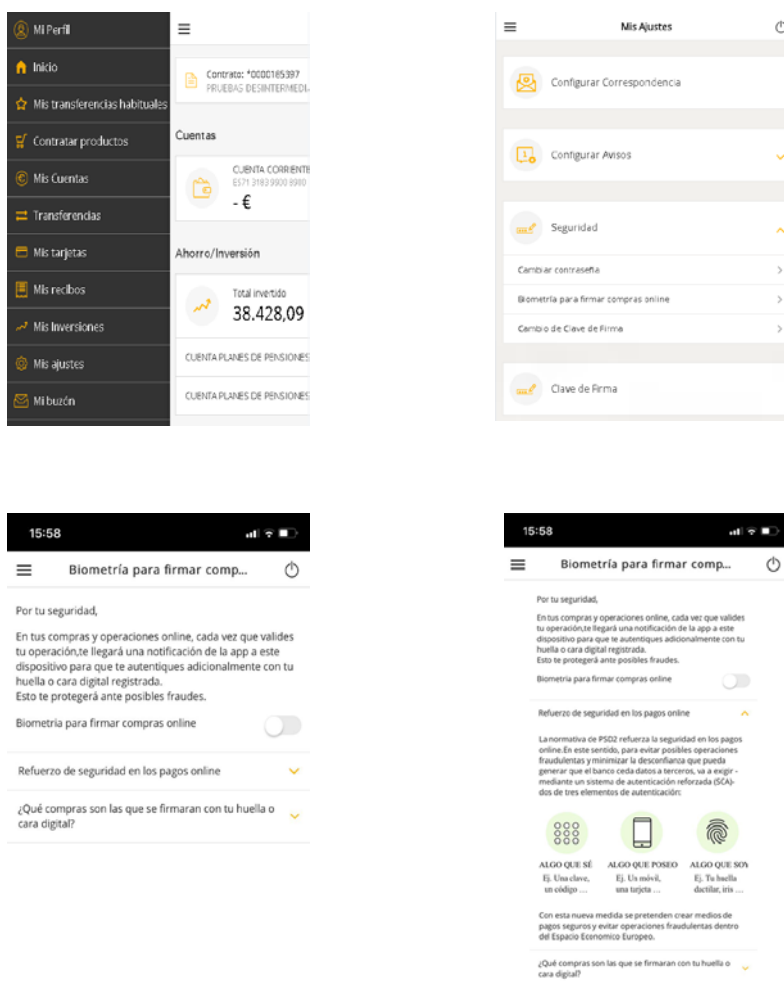 Mi Perfil
Inicio
Mis transferencias habituales
Contratar productos
Mis Cuentas
Transferencias
Mis tarjetas
Mis recibos
Mis Inversiones
Mis ajustes
Mi buzón
Contrato: *0000185397
PRUEBAS DESINTERMEDI
Cuentas
CUENTA CORRIENTE
ES71 3183 9900 8900
- €
Ahorro/Inversión
Total invertido
38.428,09
CUENTA PLANES DE PENSIONES
CUENTA PLANES DE PENSIONES
Mis Ajustes
Configurar Correspondencia
Configurar Avisos
Seguridad
Cambiar contraseña
Biometría para firmar compras online
Cambio de Clave de Firma
Clave de Firma
15:58
Biometría para firmar comp...
Por tu seguridad,
En tus compras y operaciones online, cada vez que valides
tu operación,te llegará una notificación de la app a este
dispositivo para que te autentiques adicionalmente con tu
huella o cara digital registrada.
Esto te protegerá ante posibles fraudes.
Biometria para firmar compras online
Refuerzo de seguridad en los pagos online
¿Qué compras son las que se firmaran con tu huella o
cara digital?
15:58
Biometría para firmar comp...
Por tu seguridad,
En tus compras y operaciones online, cada vez que valides
tu operación,te llegará una notificación de la app a este
dispositivo para que te autentiques adicionalmente con tu
huella o cara digital registrada.
Esto te protegerá ante posibles fraudes.
Biometria para firmar compras online
Refuerzo de seguridad en los pagos online
La normativa de PSD2 refuerza la seguridad en los pagos
online.En este sentido, para evitar posibles operaciones
fraudulentas y minimizar la desconfianza que pueda
generar que el banco ceda datos a terceros, va a exgir -
mediante un sistema de autenticación reforzada (SCA)-
dos de tres elementos de autenticación:
ALGO QUE SÉ
Ej. Una clave,
un código ...
ALGO QUE POSEO
Ej. Us móvil,
una tarjeta ...
ALGO QUE SOY
Ej. Tu huella
dactilar, iris ...
Con esta nueva medida se pretenden crear medios de
pagos seguros y evitar operaciones fraudulentas dentro
del Espacio Economico Europeo.
¿Qué compras son las que se firmaran con tu huella o
cara digital?